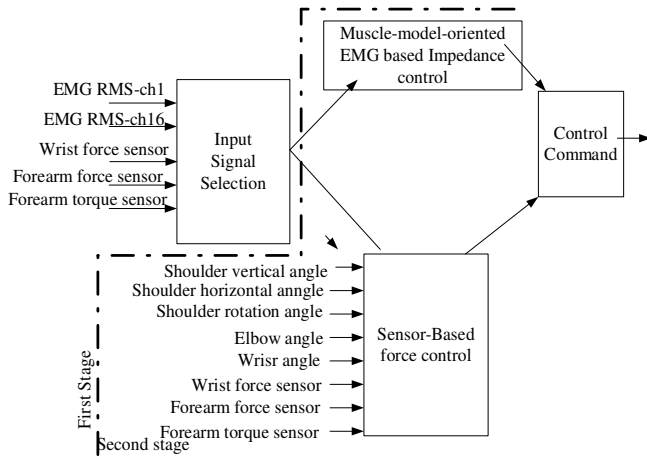 Muscle-model-oriented
EMG based Impedance
control
EMG RMS-ch1
EMG RMS-ch16
Wrist force sensor
Forearm force sensor
Forearm torque sensor
Input
Signal
Selection
Control
Command
Shoulder vertical angle
Shoulder horizontal anngle
Shoulder rotation angle
Elbow angle
Wrisr angle
Wrist force sensor
Forearm force sensor
Forearm torque sensor
Sensor-Based
force control
First Stage
Second stage